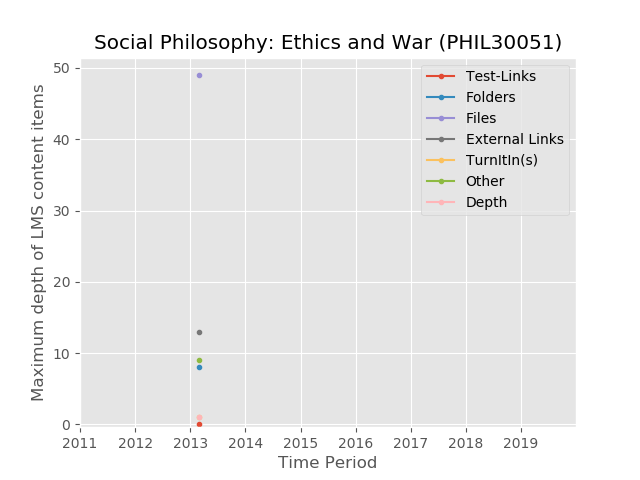 Social Philosophy: Ethics and War (PHIL30051)
Maximum depth of LMS content items
50
40
30
20
10
0
Test-Links
Folders
Files
External Links
TurnItIn(s)
Other
Depth
2011 2012 2013 2014 2015 2016 2017 2018 2019
Time Period